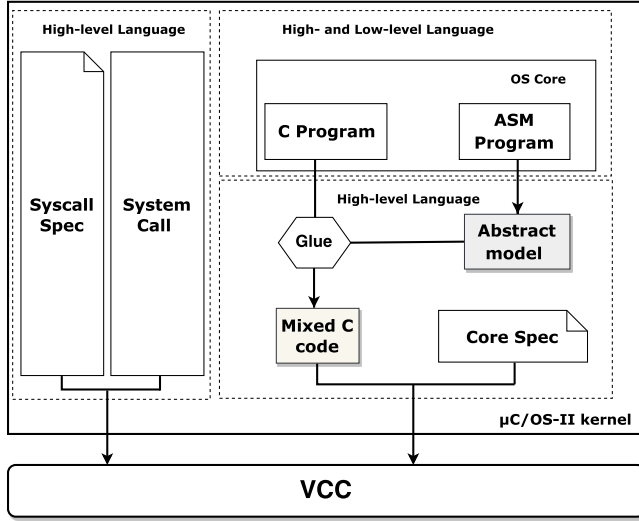 High-level Language
High- and Low-level Language
OS Core
C Program
ASM
Program
Syscall
Spec
System
Call
High-level Language
Glue
Abstract
model
Mixed C
code
Core Spec
μC/OS-II kernel
VCC